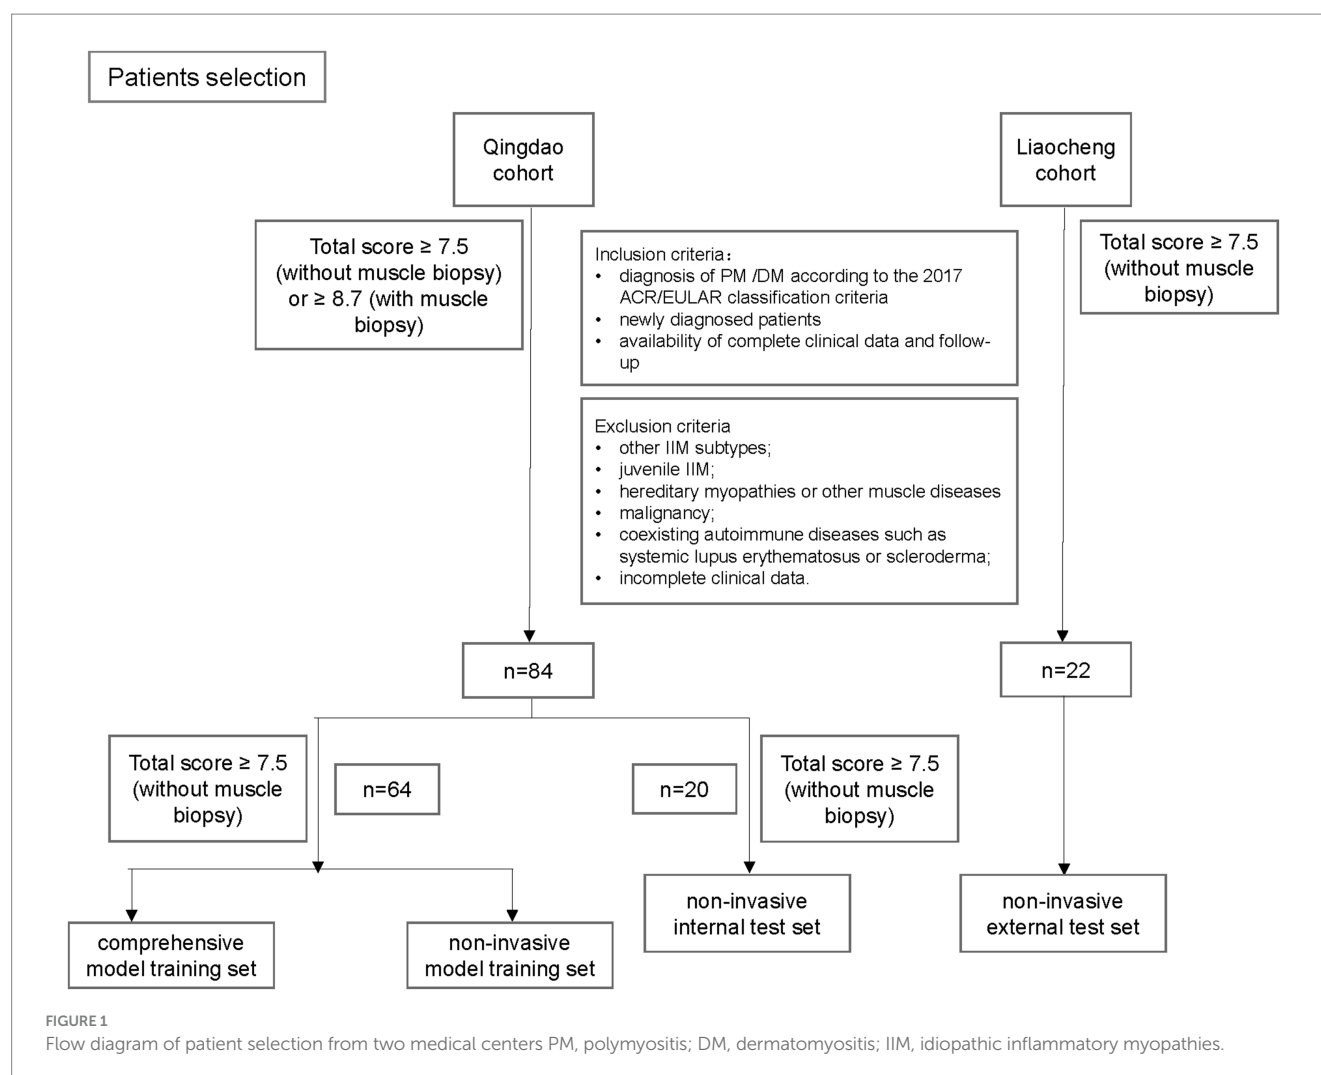 Patients selection
Qingdao
cohort
Liaocheng
cohort
Total score ≥ 7.5
(without muscle biopsy)
or ≥ 8.7 (with muscle
biopsy)
Inclusion criteria：
• diagnosis of PM /DM according to the 2017
ACR/EULAR classification criteria
• newly diagnosed patients
• availability of complete clinical data and follow-
up
Total score ≥ 7.5
(without muscle
biopsy)
Exclusion criteria
• other IIM subtypes;
• juvenile IIM;
• hereditary myopathies or other muscle diseases
• malignancy;
• coexisting autoimmune diseases such as
systemic lupus erythematosus or scleroderma;
• incomplete clinical data.
n=84
n=22
Total score ≥ 7.5
(without muscle
biopsy)
n=64
n=20
Total score ≥ 7.5
(without muscle
biopsy)
comprehensive
model training set
non-invasive
model training set
non-invasive
internal test set
non-invasive
external test set
FIGURE 1
Flow diagram of patient selection from two medical centers PM, polymyositis; DM, dermatomyositis; IIM, idiopathic inflammatory myopathies.